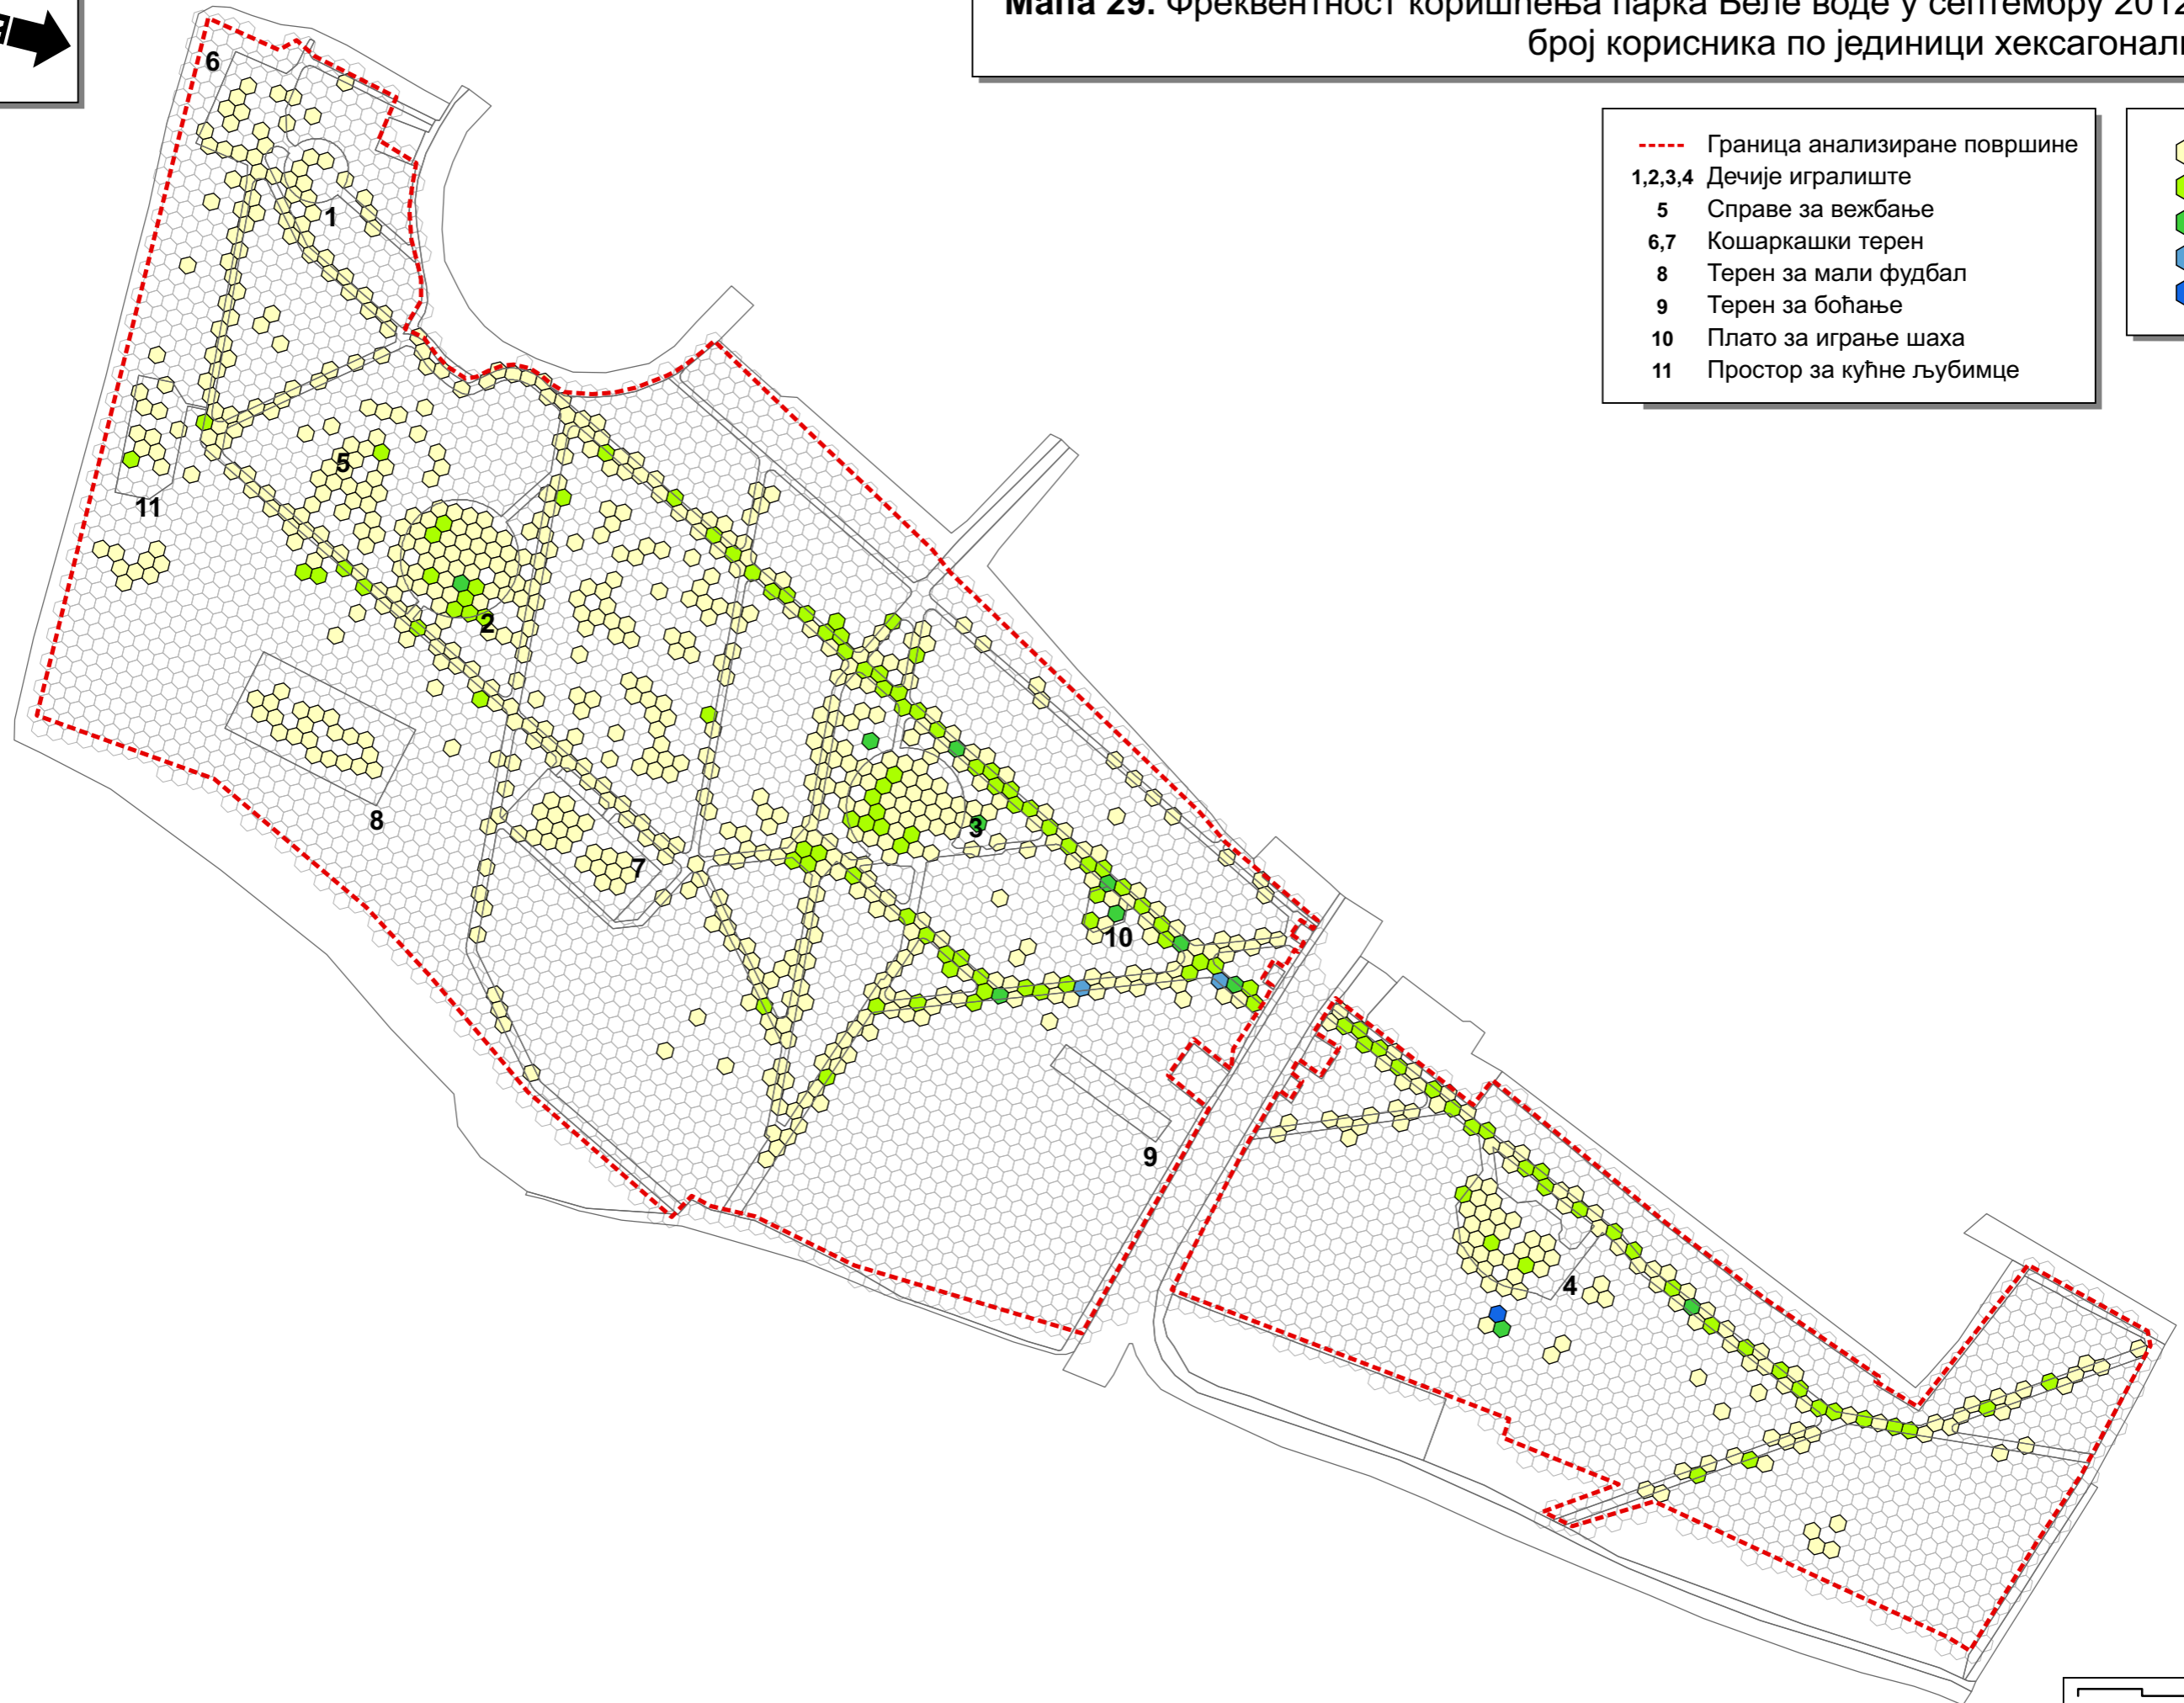 Мапа 29. Фреквентност коришћења парка Беле воде у септембру 2012
број корисника по јединици
Граница анализиране површине
1,2,3,4 Дечије игралиште
5 Справе за вежбање
6,7 Кошаркашки терен
8 Терен за мали фудбал
9 Терен за боћање
10 Плато за играње шаха
11 Простор за кућне љубимце
6
1
5
11
2
8
3
7
10
9
4